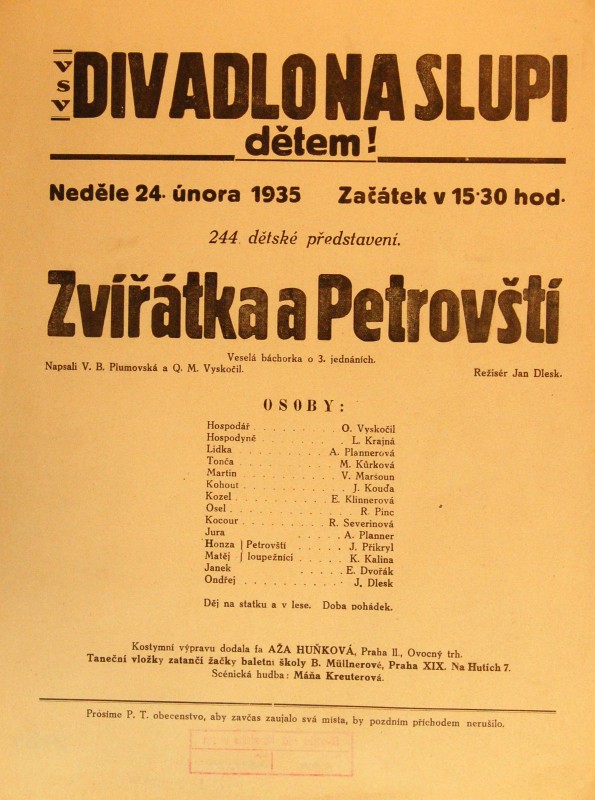 VSV DIVADLO NA SLUPI
dětem!
Neděle 24. února 1935 Začátek v 15·30 hod.
244. dětské představení.
Zvířátka a Petrovští
Veselá báchorka o 3. jednáních.
Napsali V. B. Plumovská a Q. M. Vyskočil.
Režisér Jan Dlesk.
OSOBY:
Hospodář . . . . . . . . . O. Vyskočil
Hospodyně . . . . . . . . . L. Krajná
Lidka . . . . . . . . . A. Plannerová
Tonča . . . . . . . . . M. Kůrková
Martin . . . . . . . . . V. Maršoun
Kohout . . . . . . . . . J. Kouďa
Kozel . . . . . . . . . E. Klinnerová
Osel . . . . . . . . . R. Pinc
Kocour . . . . . . . . . R. Severinová
Jura . . . . . . A. Planner
Honza } Petrovští . . . . . J. Přikryl
Matěj } loupežníci . . . . . K. Kalina
Janek . . . . . . E. Dvořák
Ondřej . . . . . . . . . J. Dlesk
Děj na statku a v lese. Doba pohádek.
Kostymní výpravu dodala fa AŽA HUŇKOVÁ, Praha II., Ovocný trh.
Taneční vložky zatančí žačky baletní školy B. Müllnerové, Praha XIX. Na Hutích 7.
Scénická hudba: Máňa Kreuterová.
Prosíme P. T. obecenstvo, aby zavčas zaujalo svá místa, by pozdním příchodem nerušilo.